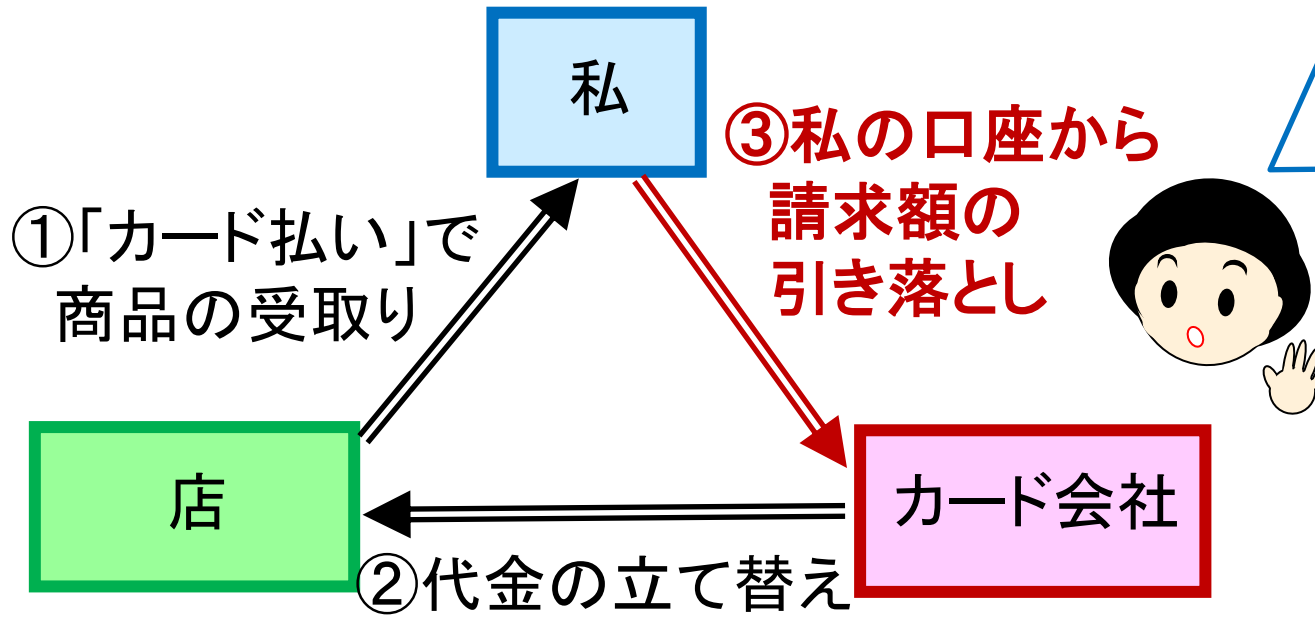 私
③私の口座から
請求額の
引き落とし
①「カード払い」で
商品の受取り
店
カード会社
②代金の立て替え